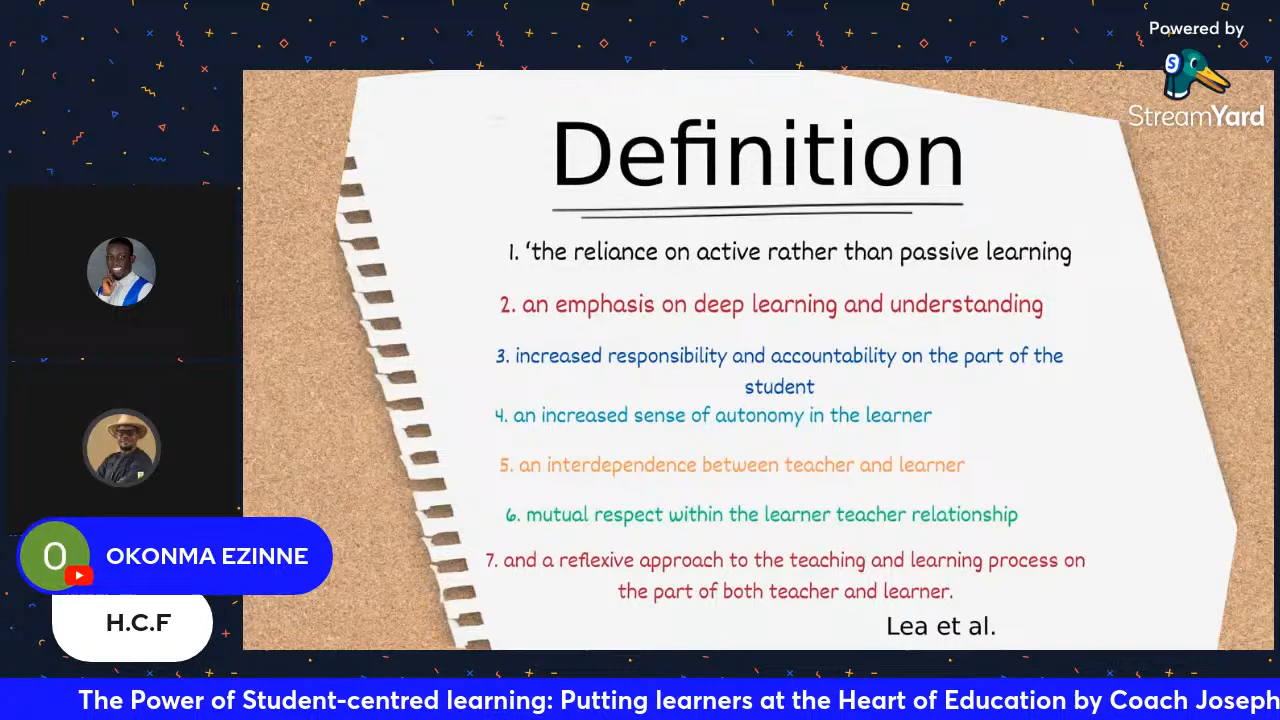 Powered by
StreamYard
Definition
1. ‘the reliance on active rather than passive learning
2. an emphasis on deep learning and understanding
3. increased responsibility and accountability on the part of the
student
4. an increased sense of autonomy in the learner
5. an interdependence between teacher and learner
6. mutual respect within the learner teacher relationship
7. and a reflexive approach to the teaching and learning process on
the part of both teacher and learner.
Lea et al.
O OKONMA EZINNE
H.C.F
The Power of Student-centred learning: Putting learners at the Heart of Education by Coach Joseph